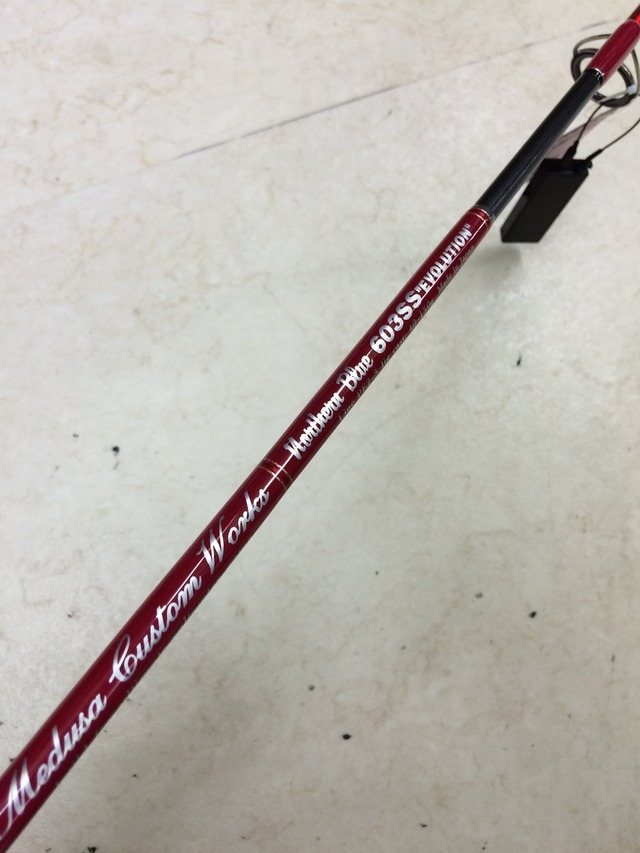 Medusa Custom Works
Northern Blue 603SS "EVOLUTION"